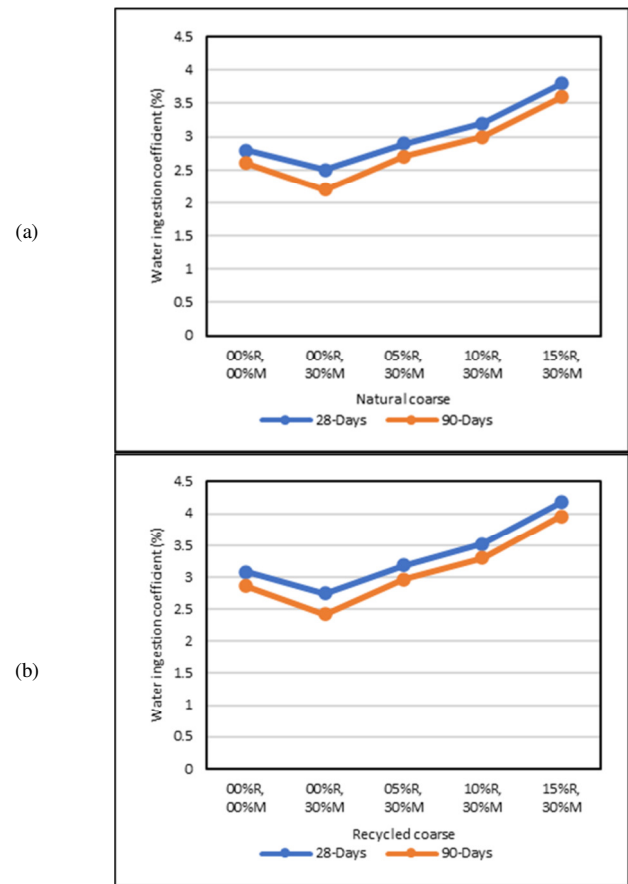 (a)
Water ingestion coefficient (%)
4.5
4
3.5
3
2.5
2
1.5
1
0.5
0
00%R, 00%R, 05%R, 10%R, 15%R,
00%M 30%M 30%M 30%M 30%M
Natural coarse
28-Days 90-Days
(b)
Water ingestion coefficient (%)
4.5
4
3.5
3
2.5
2
1.5
1
0.5
0
00%R, 00%R, 05%R, 10%R, 15%R,
00%M 30%M 30%M 30%M 30%M
Recycled coarse
28-Days 90-Days